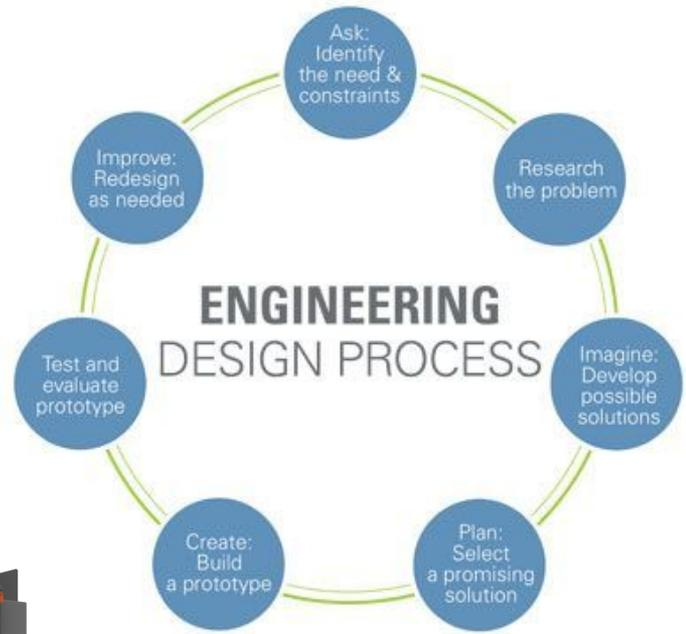 Ask:
Identify
the need &
constraints
Research
the problem
Imagine:
Develop
possible
solutions
Plan:
Select
a promising
solution
Create:
Build
a prototype
Test and
evaluate
prototype
Improve:
Redesign
as needed
ENGINEERING
DESIGN PROCESS